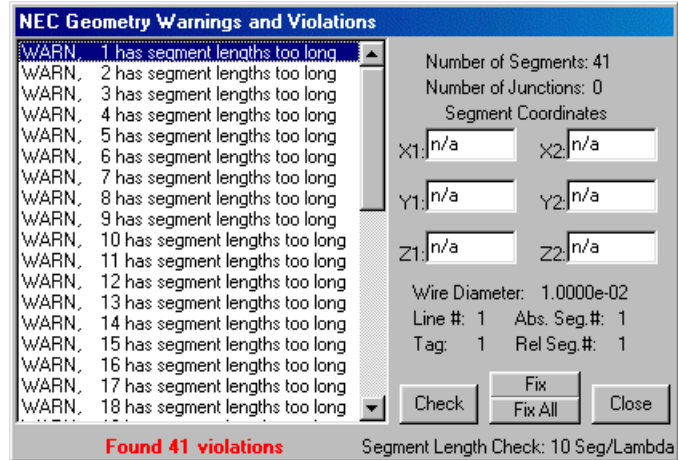 NEC Geometry Warnings and Violations
WARN, 1 has segment lengths too long
WARN, 2 has segment lengths too long
WARN, 3 has segment lengths too long
WARN, 4 has segment lengths too long
WARN, 5 has segment lengths too long
WARN, 6 has segment lengths too long
WARN, 7 has segment lengths too long
WARN, 8 has segment lengths too long
WARN, 9 has segment lengths too long
WARN, 10 has segment lengths too long
WARN, 11 has segment lengths too long
WARN, 12 has segment lengths too long
WARN, 13 has segment lengths too long
WARN, 14 has segment lengths too long
WARN, 15 has segment lengths too long
WARN, 16 has segment lengths too long
WARN, 17 has segment lengths too long
WARN, 18 has segment lengths too long
Found 41 violations
Number of Segments: 41
Number of Junctions: 0
Segment Coordinates
X1: n/a X2: n/a
Y1: n/a Y2: n/a
Z1: n/a Z2: n/a
Wire Diameter: 1.0000e-02
Line #: 1 Abs. Seg.#: 1
Tag: 1 Rel Seg.#: 1
Check Fix Close
Fix All
Segment Length Check: 10 Seg/Lambda